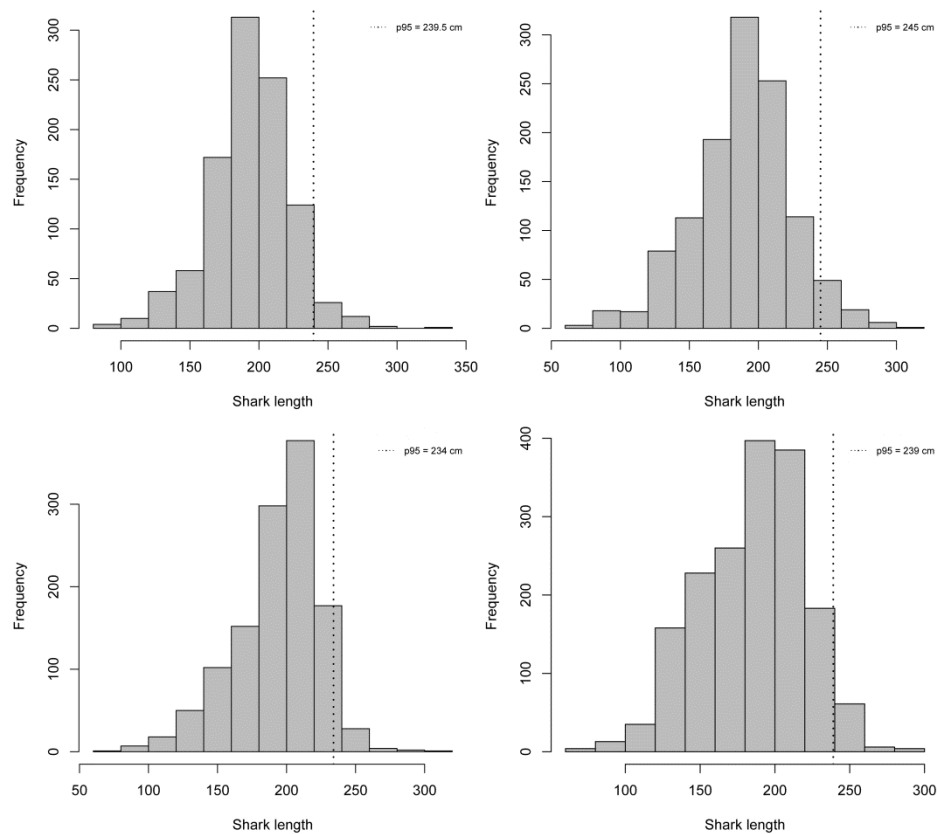 p95 = 239.5 cm
Frequency
0 50 100 150 200 250 300
100 150 200 250 300 350
Shark length
p95 = 245 cm
Frequency
0 50 100 150 200 250 300
50 100 150 200 250 300
Shark length
p95 = 234 cm
Frequency
0 100 200 300
50 100 150 200 250 300
Shark length
p95 = 239 cm
Frequency
0 100 200 300 400
100 150 200 250 300
Shark length